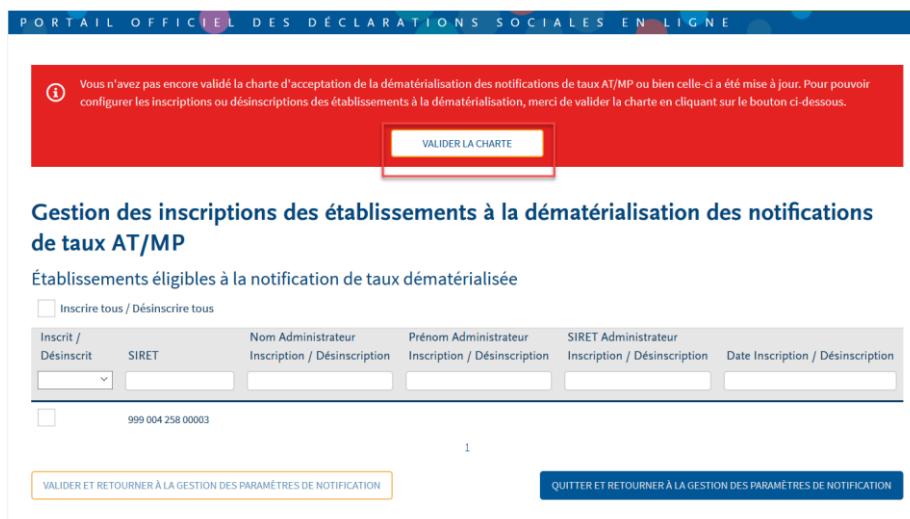 PORTAIL OFFICIEL DES DÉCLARATIONS SOCIALES EN LIGNE
Vous n'avez pas encore validé la charte d'acceptation de la dématérialisation des notifications de taux AT/MP ou bien celle-ci a été mise à jour. Pour pouvoir
configurer les inscriptions ou désinscriptions des établissements à la dématérialisation, merci de valider la charte en cliquant sur le bouton ci-dessous.
VALIDER LA CHARTE
Gestion des inscriptions des établissements à la dématérialisation des notifications
de taux AT/MP
Établissements éligibles à la notification de taux dématérialisée
Inscrire tous / Désinscrire tous
Inscrit / Nom Administrateur Prénom Administrateur SIRET Administrateur
Désinscrit SIRET Inscription / Désinscription Inscription / Désinscription Inscription / Désinscription Date Inscription / Désinscription
999 004 258 00003
1
VALIDER ET RETOURNER À LA GESTION DES PARAMÈTRES DE NOTIFICATION QUITTER ET RETOURNER À LA GESTION DES PARAMÈTRES DE NOTIFICATION